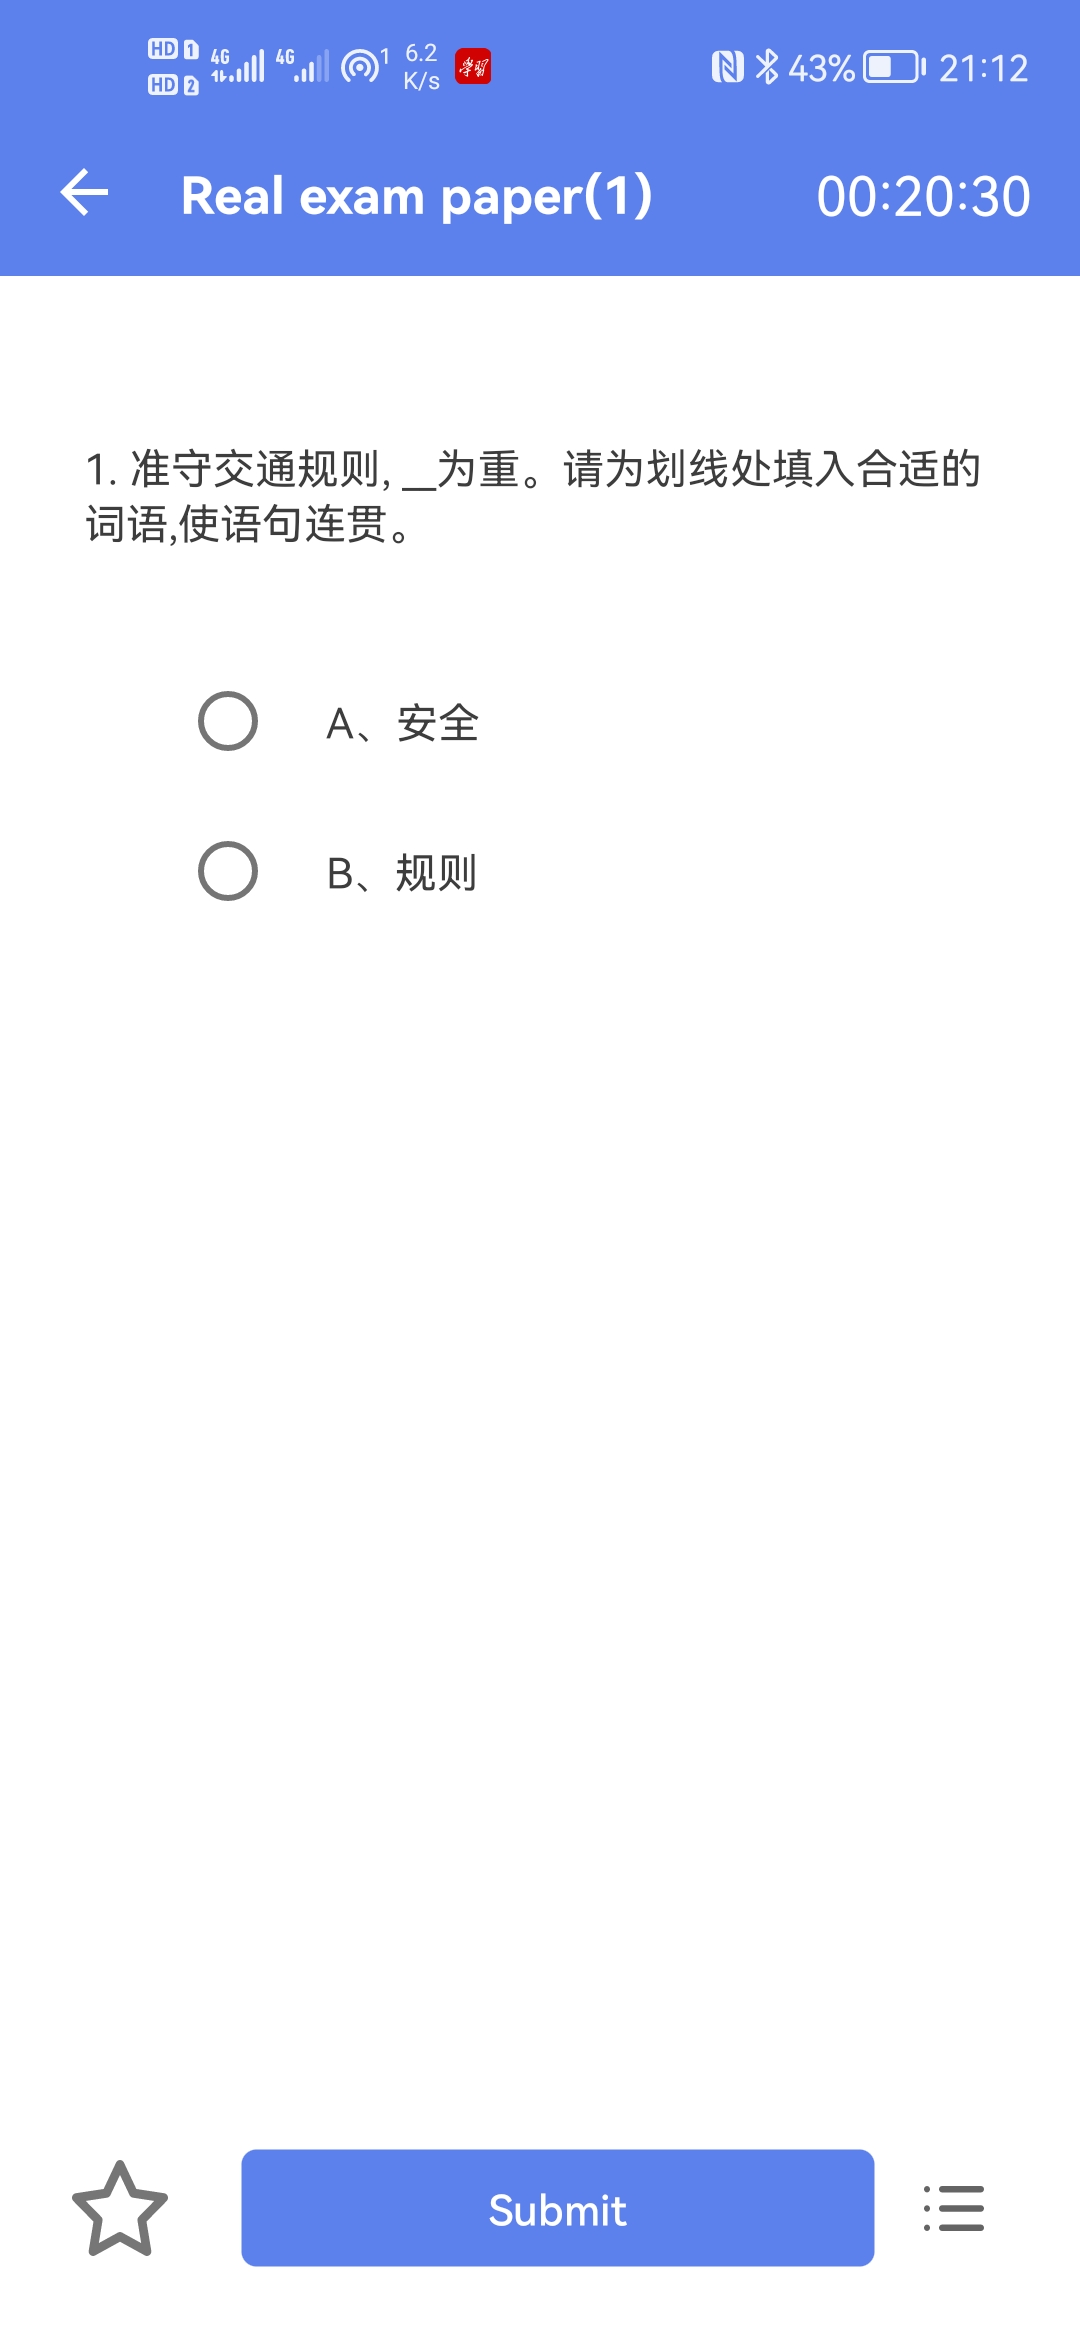 HD 1 4G 4G 1 6.2 43% 21:12
HD 2 K/s
Real exam paper(1) 00:20:30
1. 准守交通规则, __为重。请为划线处填入合适的
词语,使语句连贯。
A、安全
B、规则
Submit